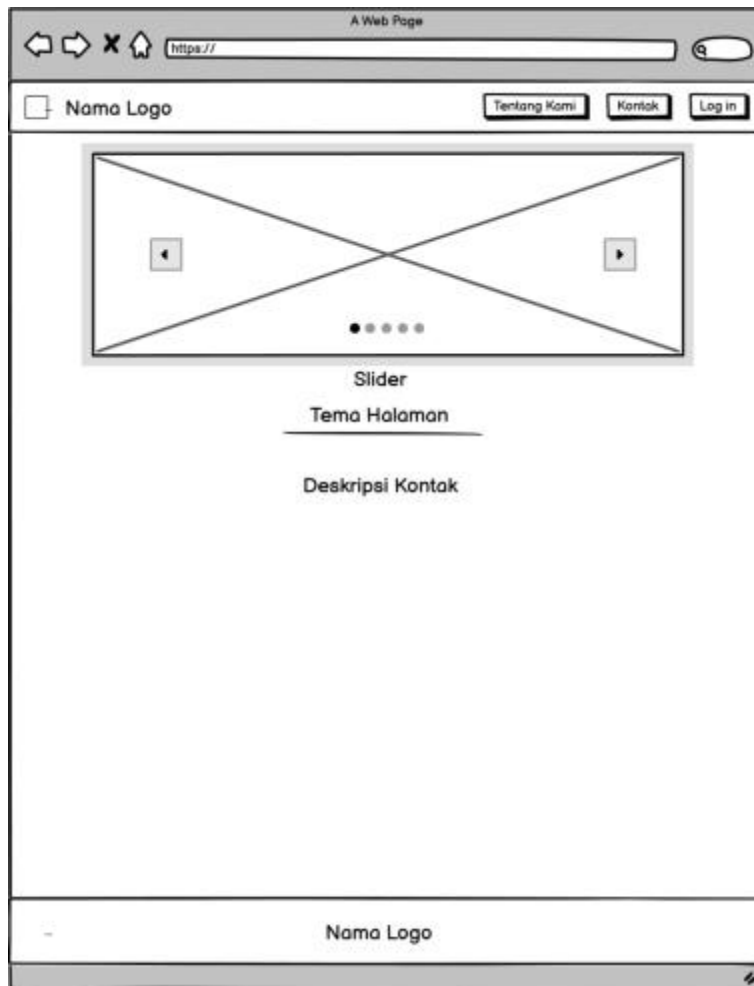 A Web Page
https://
Nama Logo
Tentang Kami
Kontak
Log in
Slider
Tema Halaman
Deskripsi Kontak
Nama Logo